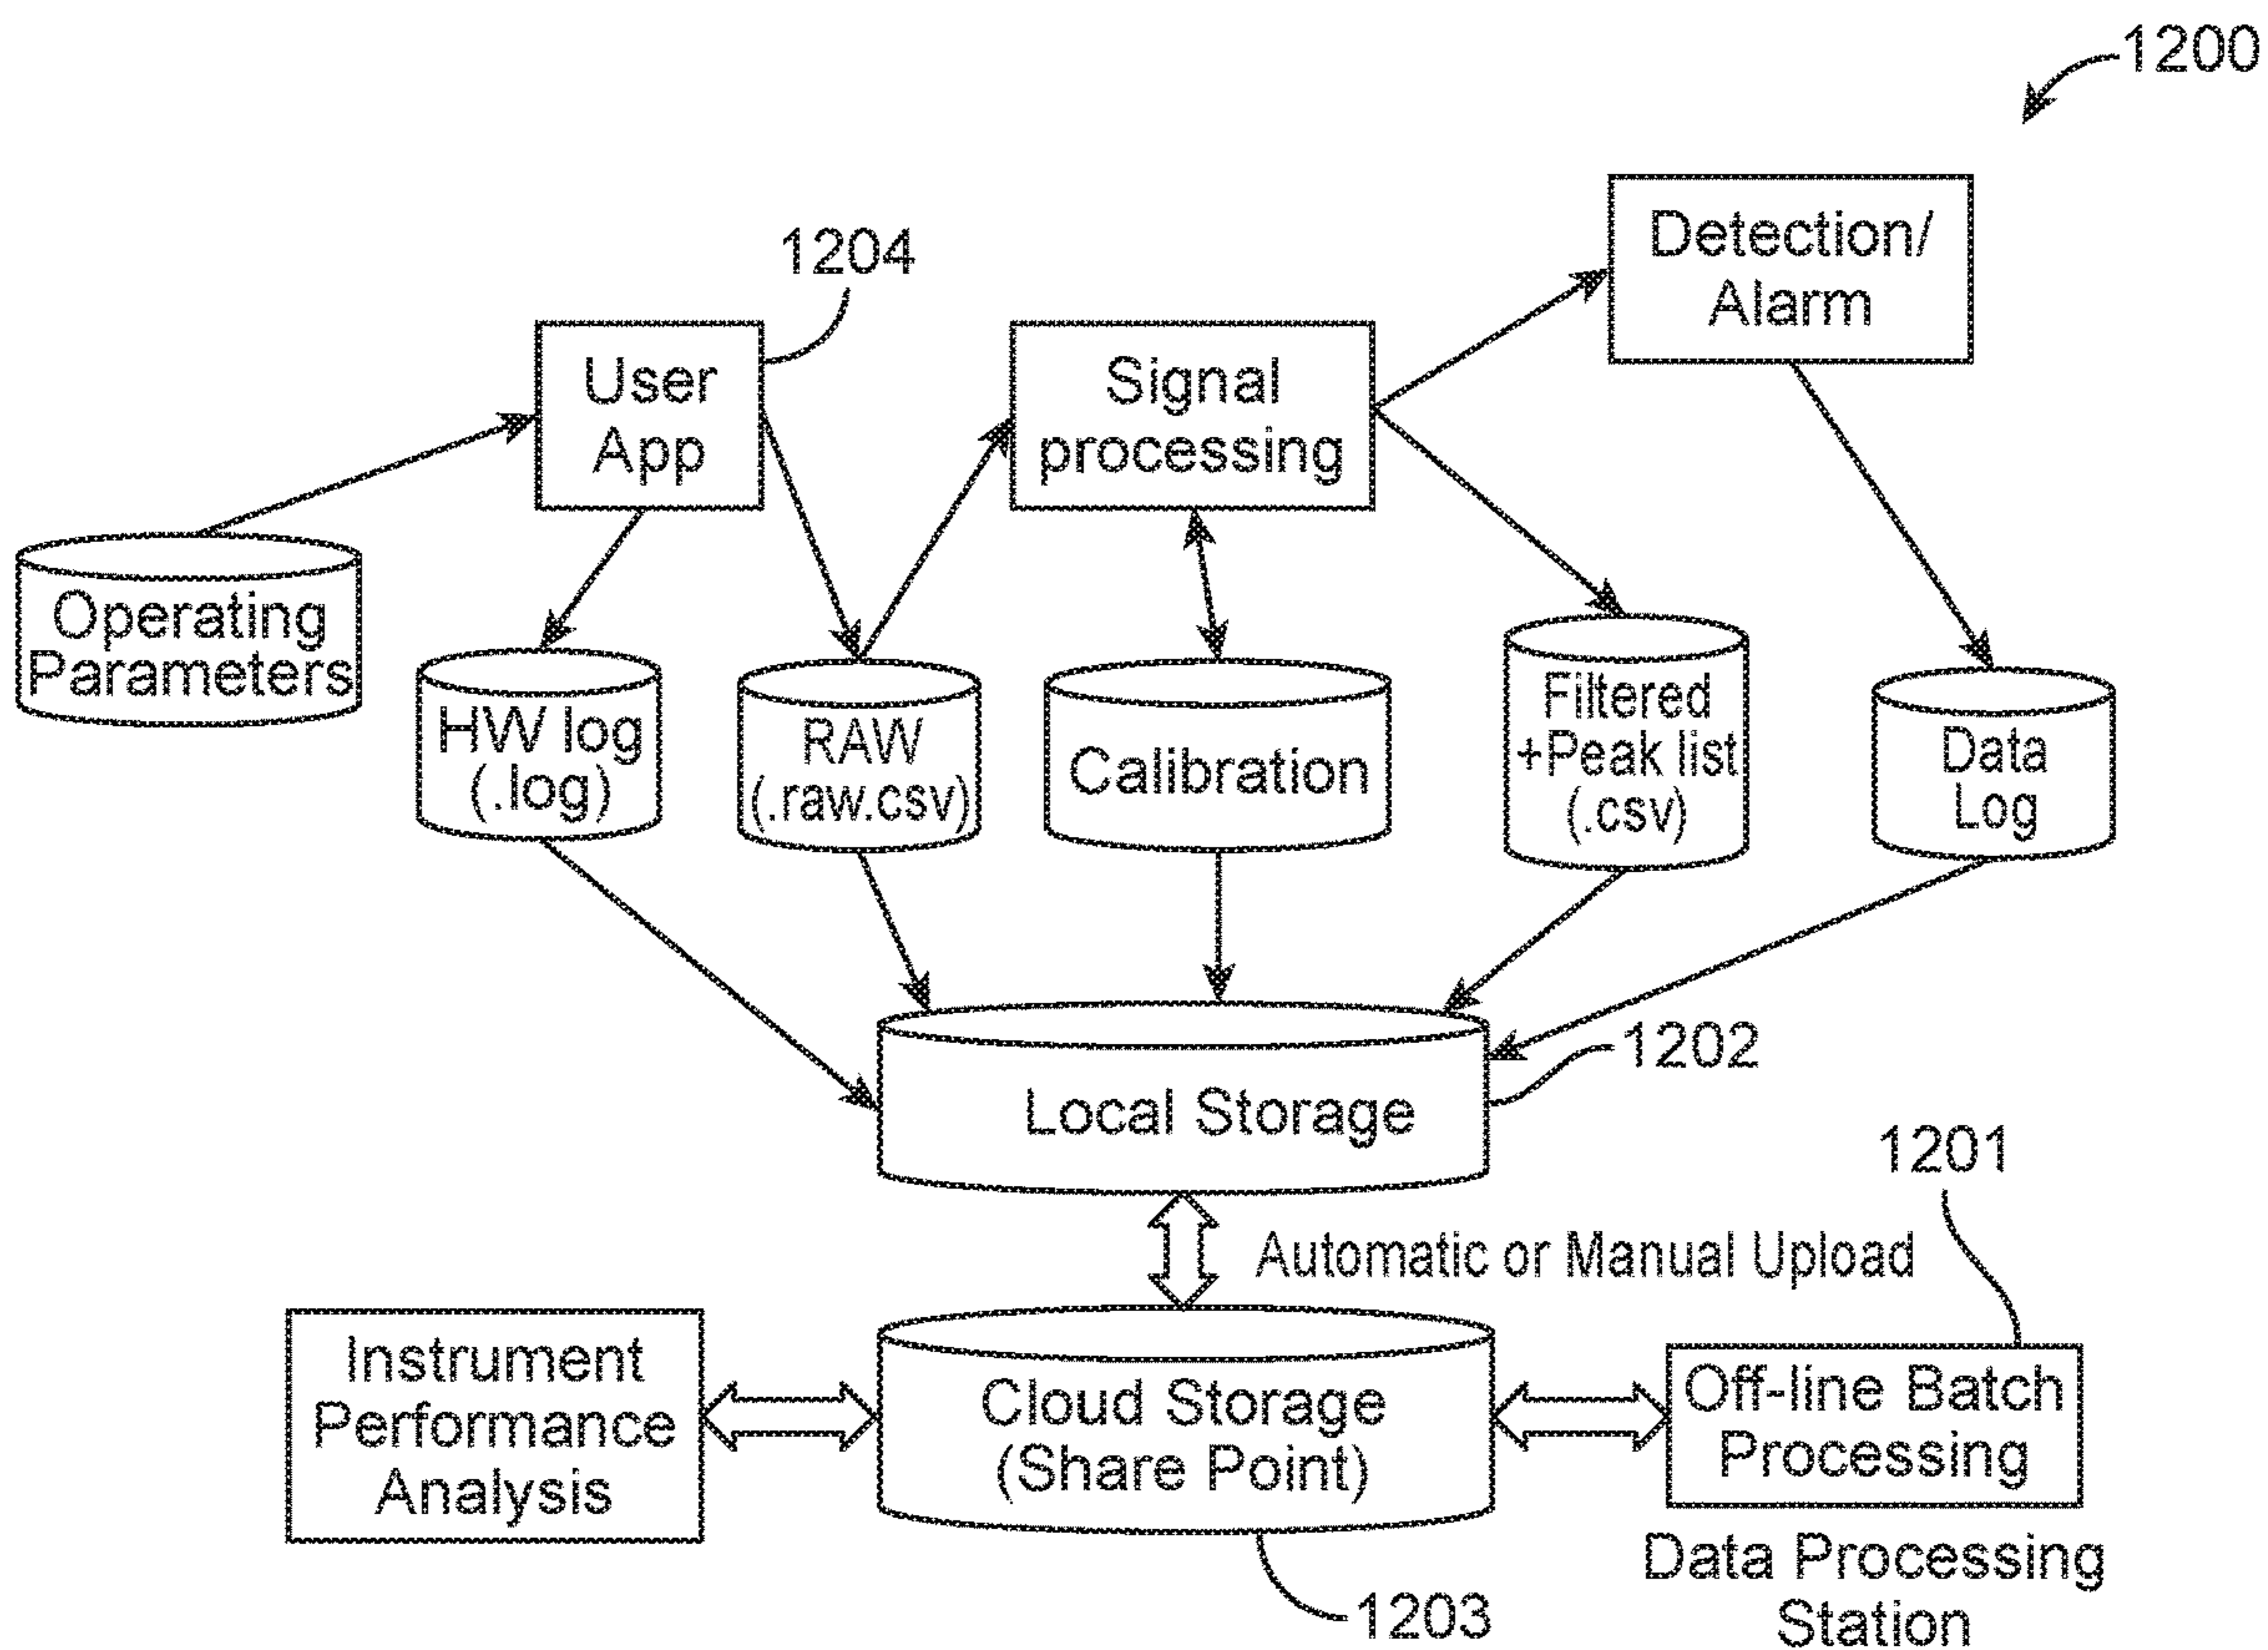 1200
Detection/
Alarm
1204
User
App
Signal
processing
Operating
Parameters
HW log
(.log)
RAW
(.raw.csv)
Calibration
Filtered
+Peak list
(.csv)
Data
Log
Local Storage
1202
1201
Automatic or Manual Upload
Instrument
Performance
Analysis
Cloud Storage
(Share Point)
Off-line Batch
Processing
Data Processing
Station
1203